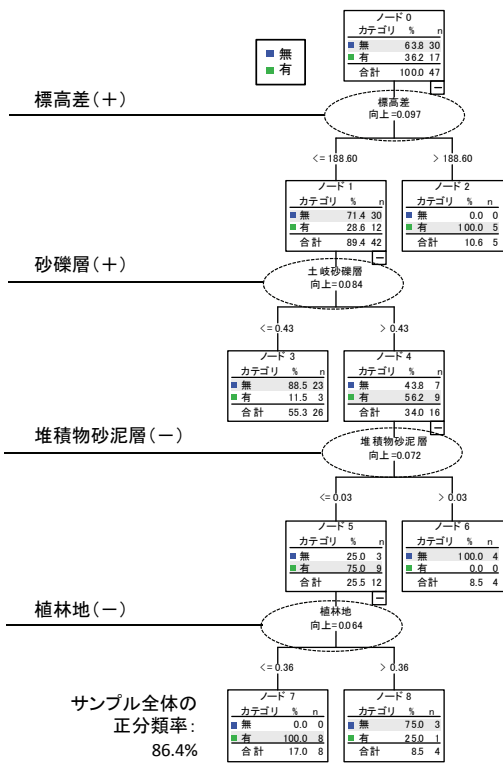 ノード 0
カテゴリ % n
無 63.8 30
有 36.2 17
合計 100.0 47
無
有
標高差(+)
標高差
向上=0.097
<= 188.60
> 188.60
ノード 1
カテゴリ % n
無 71.4 30
有 28.6 12
合計 89.4 42
ノード 2
カテゴリ % n
無 0.0 0
有 100.0 5
合計 10.6 5
砂礫層(+)
土岐砂礫層
向上=0.084
<= 0.43
> 0.43
ノード 3
カテゴリ % n
無 88.5 23
有 11.5 3
合計 55.3 26
ノード 4
カテゴリ % n
無 43.8 7
有 56.2 9
合計 34.0 16
堆積物砂泥層(-)
堆積物砂泥層
向上=0.072
<= 0.03
> 0.03
ノード 5
カテゴリ % n
無 25.0 3
有 75.0 9
合計 25.5 12
ノード 6
カテゴリ % n
無 100.0 4
有 0.0 0
合計 8.5 4
植林地(-)
植林地
向上=0.064
<= 0.36
> 0.36
ノード 7
カテゴリ % n
無 0.0 0
有 100.0 8
合計 17.0 8
ノード 8
カテゴリ % n
無 75.0 3
有 25.0 1
合計 8.5 4
サンプル全体の
正分類率:
86.4%